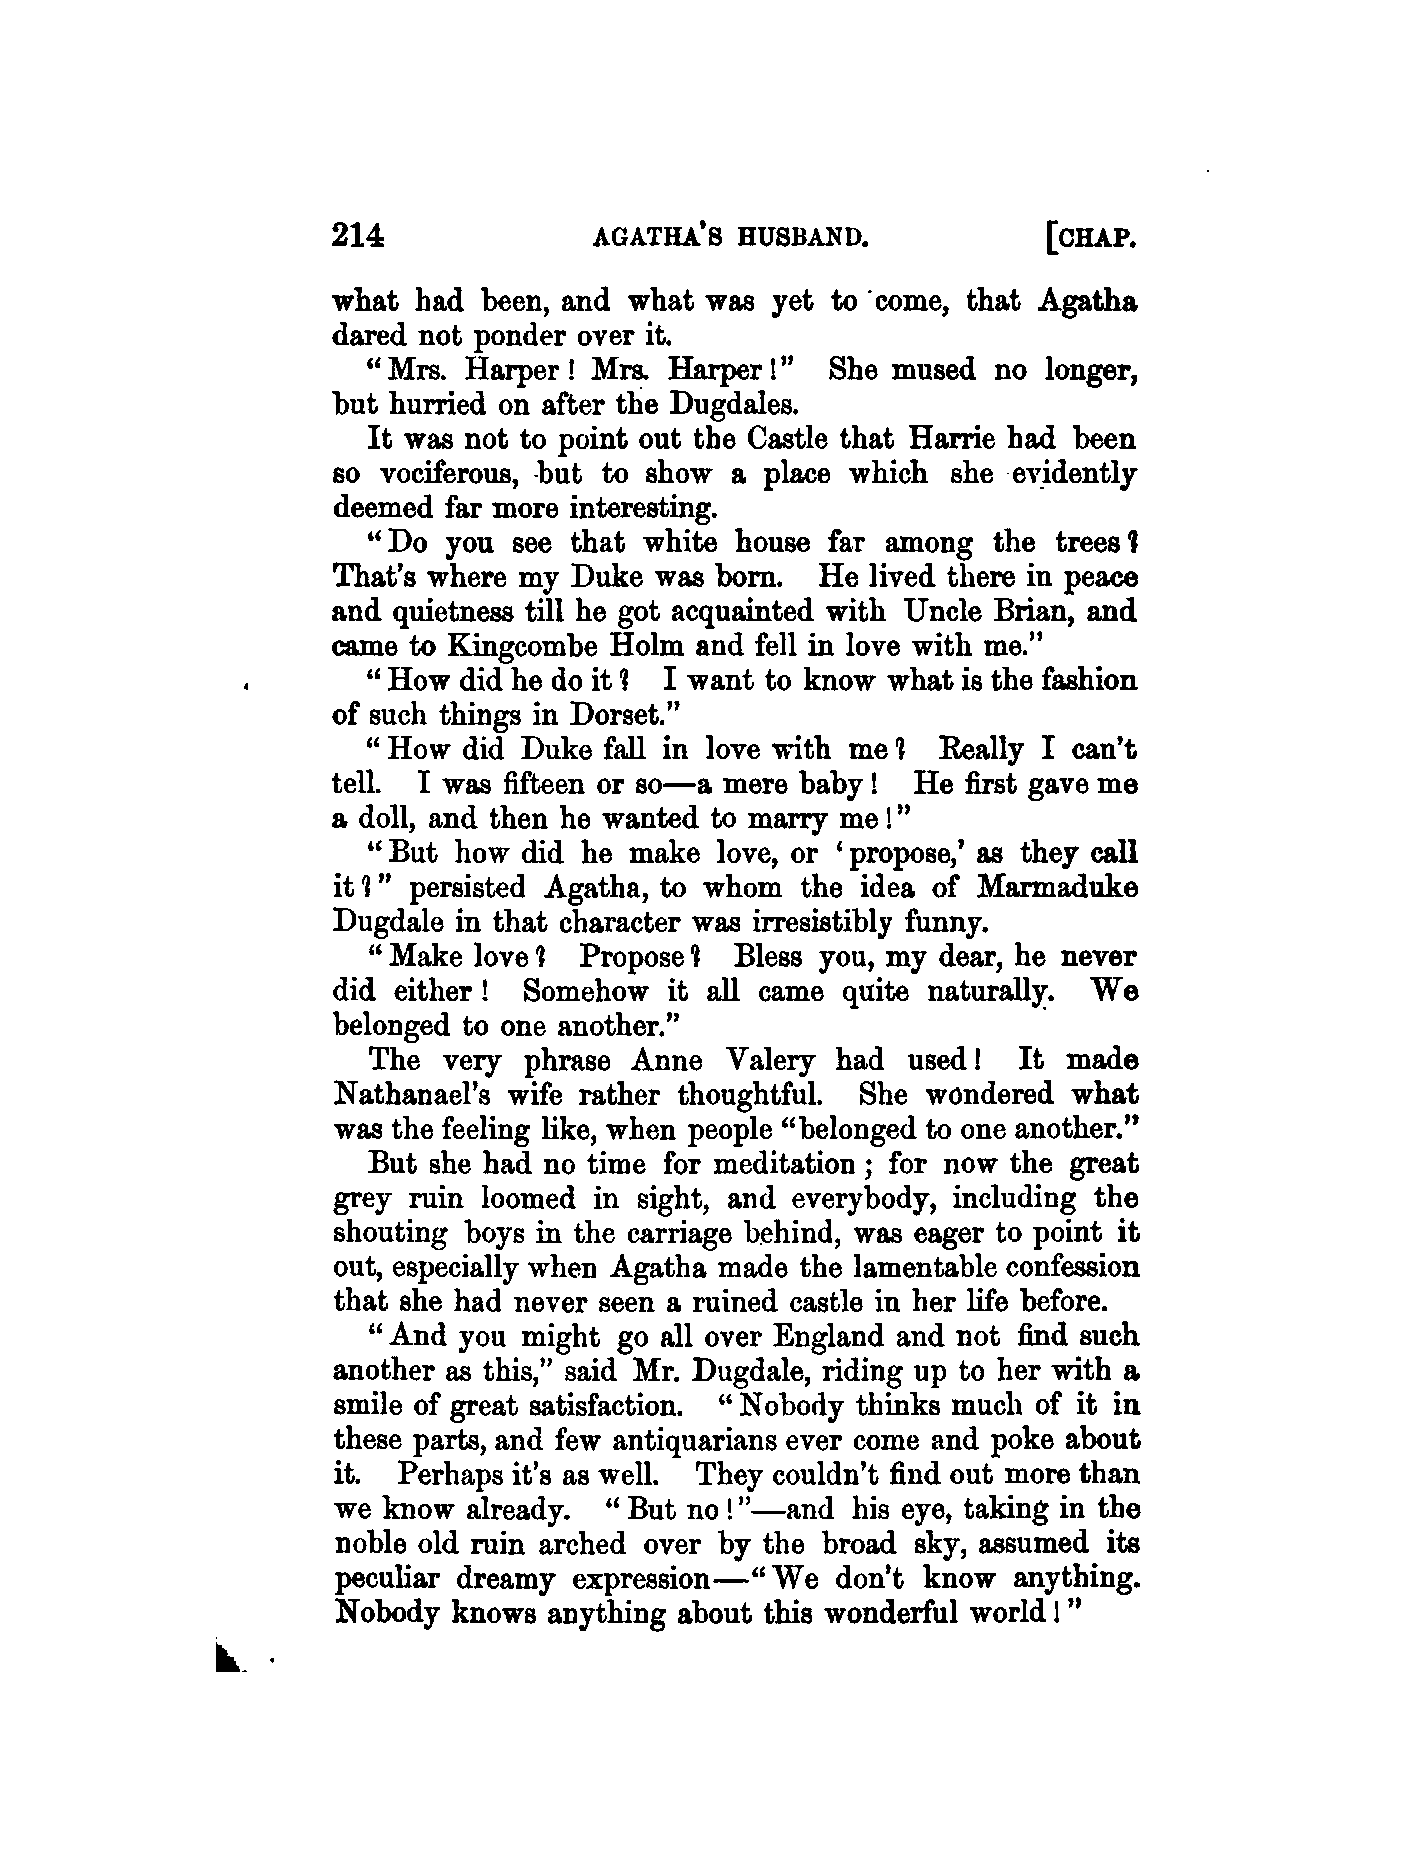 214 AGATHA'S HUSBAND. [CHAP.
what had been, and what was yet to come, that Agatha
dared not ponder over it.
"Mrs. Harper! Mrs. Harper!" She mused no longer,
but hurried on after the Dugdales.
It was not to point out the Castle that Harrie had been
so vociferous, but to show a place which she evidently
deemed far more interesting.
"Do you see that white house far among the trees?
That's where my Duke was born. He lived there in peace
and quietness till he got acquainted with Uncle Brian, and
came to Kingcombe Holm and fell in love with me."
"How did he do it? I want to know what is the fashion
of such things in Dorset."
"How did Duke fall in love with me? Really I can't
tell. I was fifteen or so—a mere baby! He first gave me
a doll, and then he wanted to marry me!"
"But how did he make love, or 'propose,' as they call
it?" persisted Agatha, to whom the idea of Marmaduke
Dugdale in that character was irresistibly funny.
"Make love? Propose? Bless you, my dear, he never
did either! Somehow it all came quite naturally. We
belonged to one another."
The very phrase Anne Valery had used! It made
Nathanael's wife rather thoughtful. She wondered what
was the feeling like, when people "belonged to one another."
But she had no time for meditation; for now the great
grey ruin loomed in sight, and everybody, including the
shouting boys in the carriage behind, was eager to point it
out, especially when Agatha made the lamentable confession
that she had never seen a ruined castle in her life before.
"And you might go all over England and not find such
another as this," said Mr. Dugdale, riding up to her with a
smile of great satisfaction. "Nobody thinks much of it in
these parts, and few antiquarians ever come and poke about
it. Perhaps it's as well. They couldn't find out more than
we know already. "But no!"—and his eye, taking in the
noble old ruin arched over by the broad sky, assumed its
peculiar dreamy expression—"We don't know anything.
Nobody knows anything about this wonderful world!"